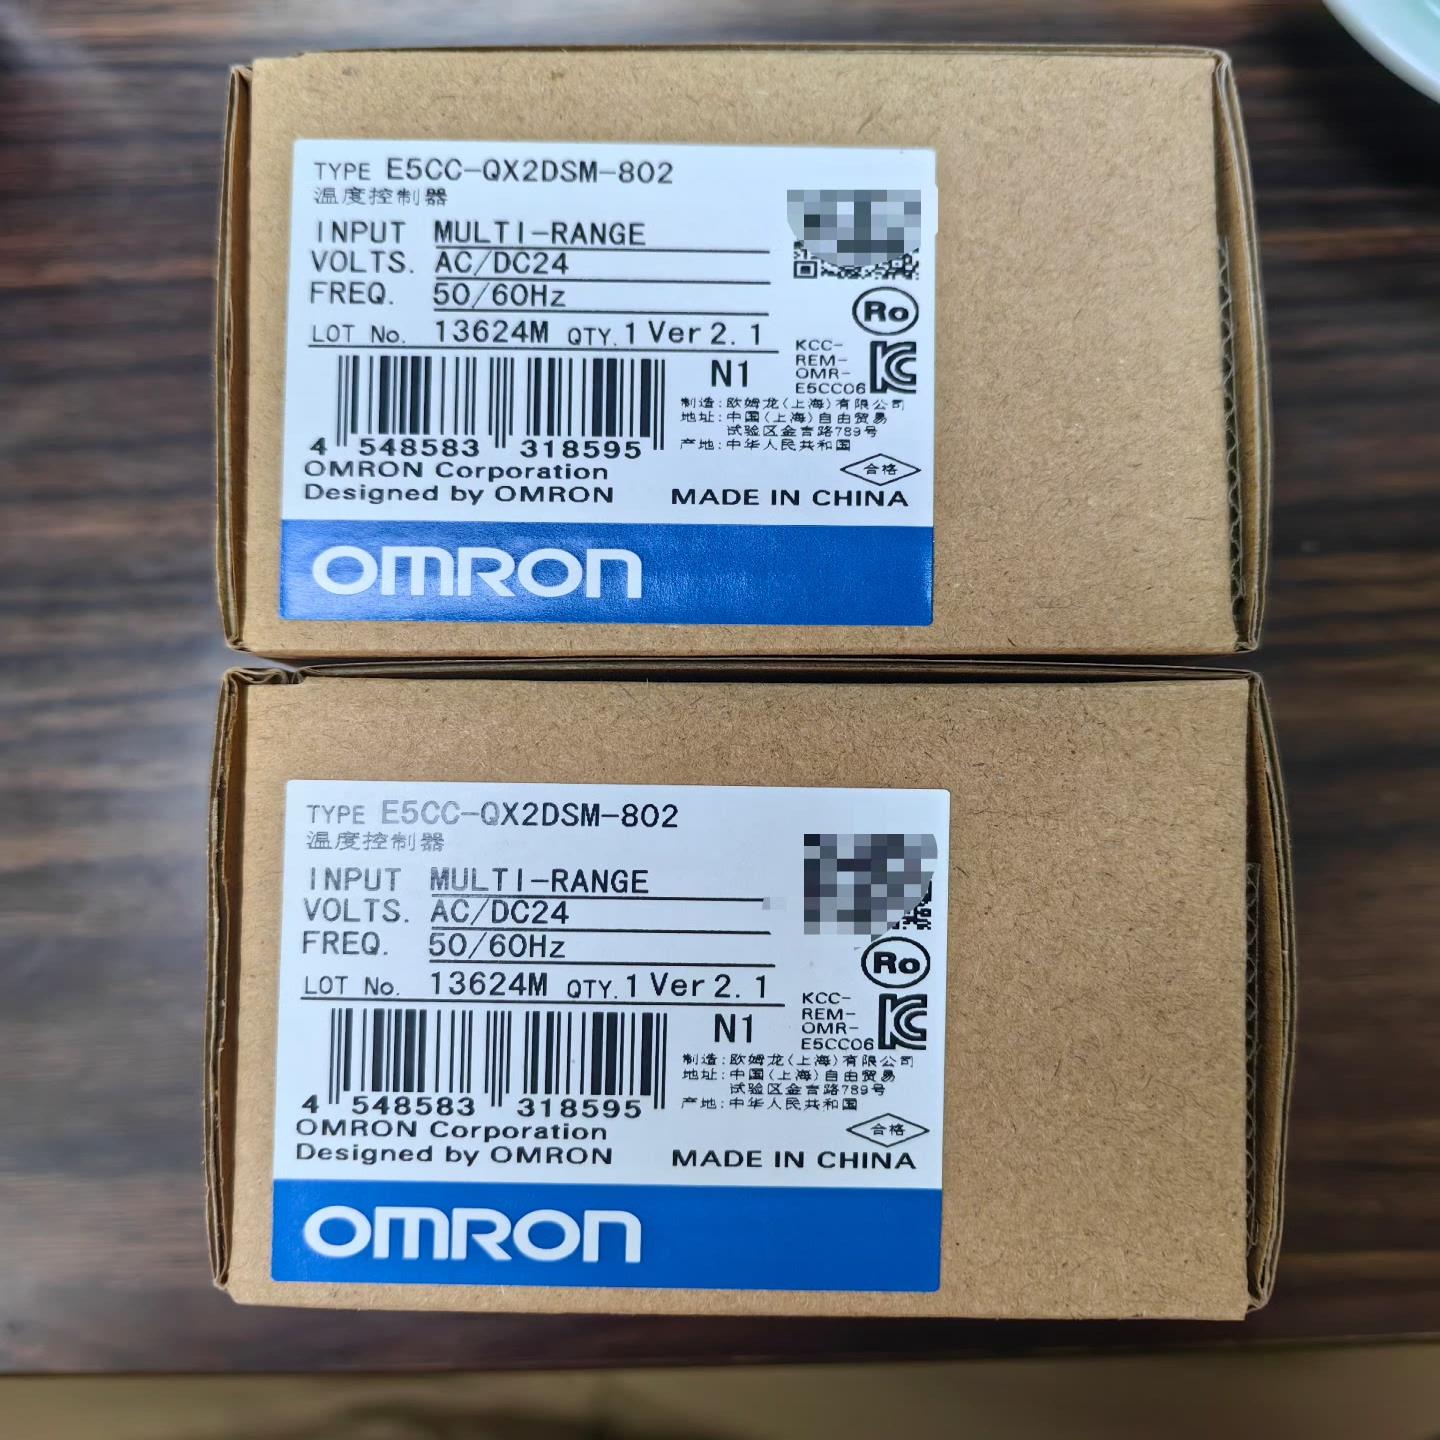 TYPE E5CC-QX2DSM-802
温度控制器
INPUT MULTI-RANGE
VOLTS. AC/DC24
FREQ. 50/60Hz
Ro
LOT No. 13624M QTY. 1 Ver 2.1
N1
KCC-
REM-
OMR-
E5CC06
制造:欧姆龙(上海)有限公司
地址:中国(上海)自由贸易
试验区金吉路789号
产地:中华人民共和国
4 548583 318595
OMRON Corporation
合格
Designed by OMRON MADE IN CHINA
OMRON
TYPE E5CC-QX2DSM-802
温度控制器
INPUT MULTI-RANGE
VOLTS. AC/DC24
FREQ. 50/60Hz
Ro
LOT No. 13624M QTY. 1 Ver 2.1
N1
KCC-
REM-
OMR-
E5CC06
制造:欧姆龙(上海)有限公司
地址:中国(上海)自由贸易
试验区金吉路789号
产地:中华人民共和国
4 548583 318595
OMRON Corporation
合格
Designed by OMRON MADE IN CHINA
OMRON